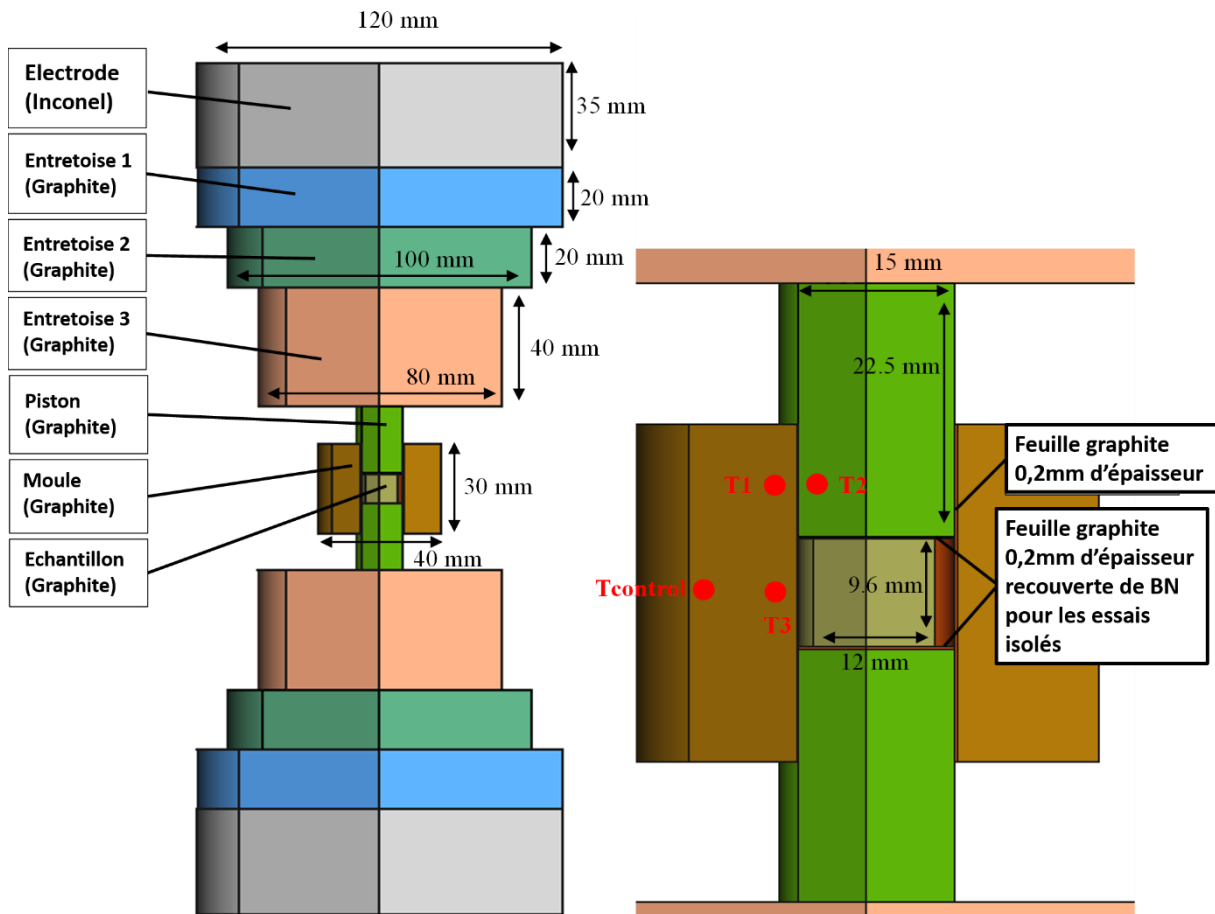 120 mm
Electrode
(Inconel)
35 mm
Entretoise 1
(Graphite)
20 mm
Entretoise 2
(Graphite)
100 mm
20 mm
Entretoise 3
(Graphite)
40 mm
80 mm
Piston
(Graphite)
Moule
(Graphite)
30 mm
Echantillon
(Graphite)
40 mm
15 mm
22.5 mm
Feuille graphite
0,2mm d'épaisseur
T1
T2
Feuille graphite
0,2mm d'épaisseur
recouverte de BN
pour les essais
isolés
Tcontrol
T3
9.6 mm
12 mm